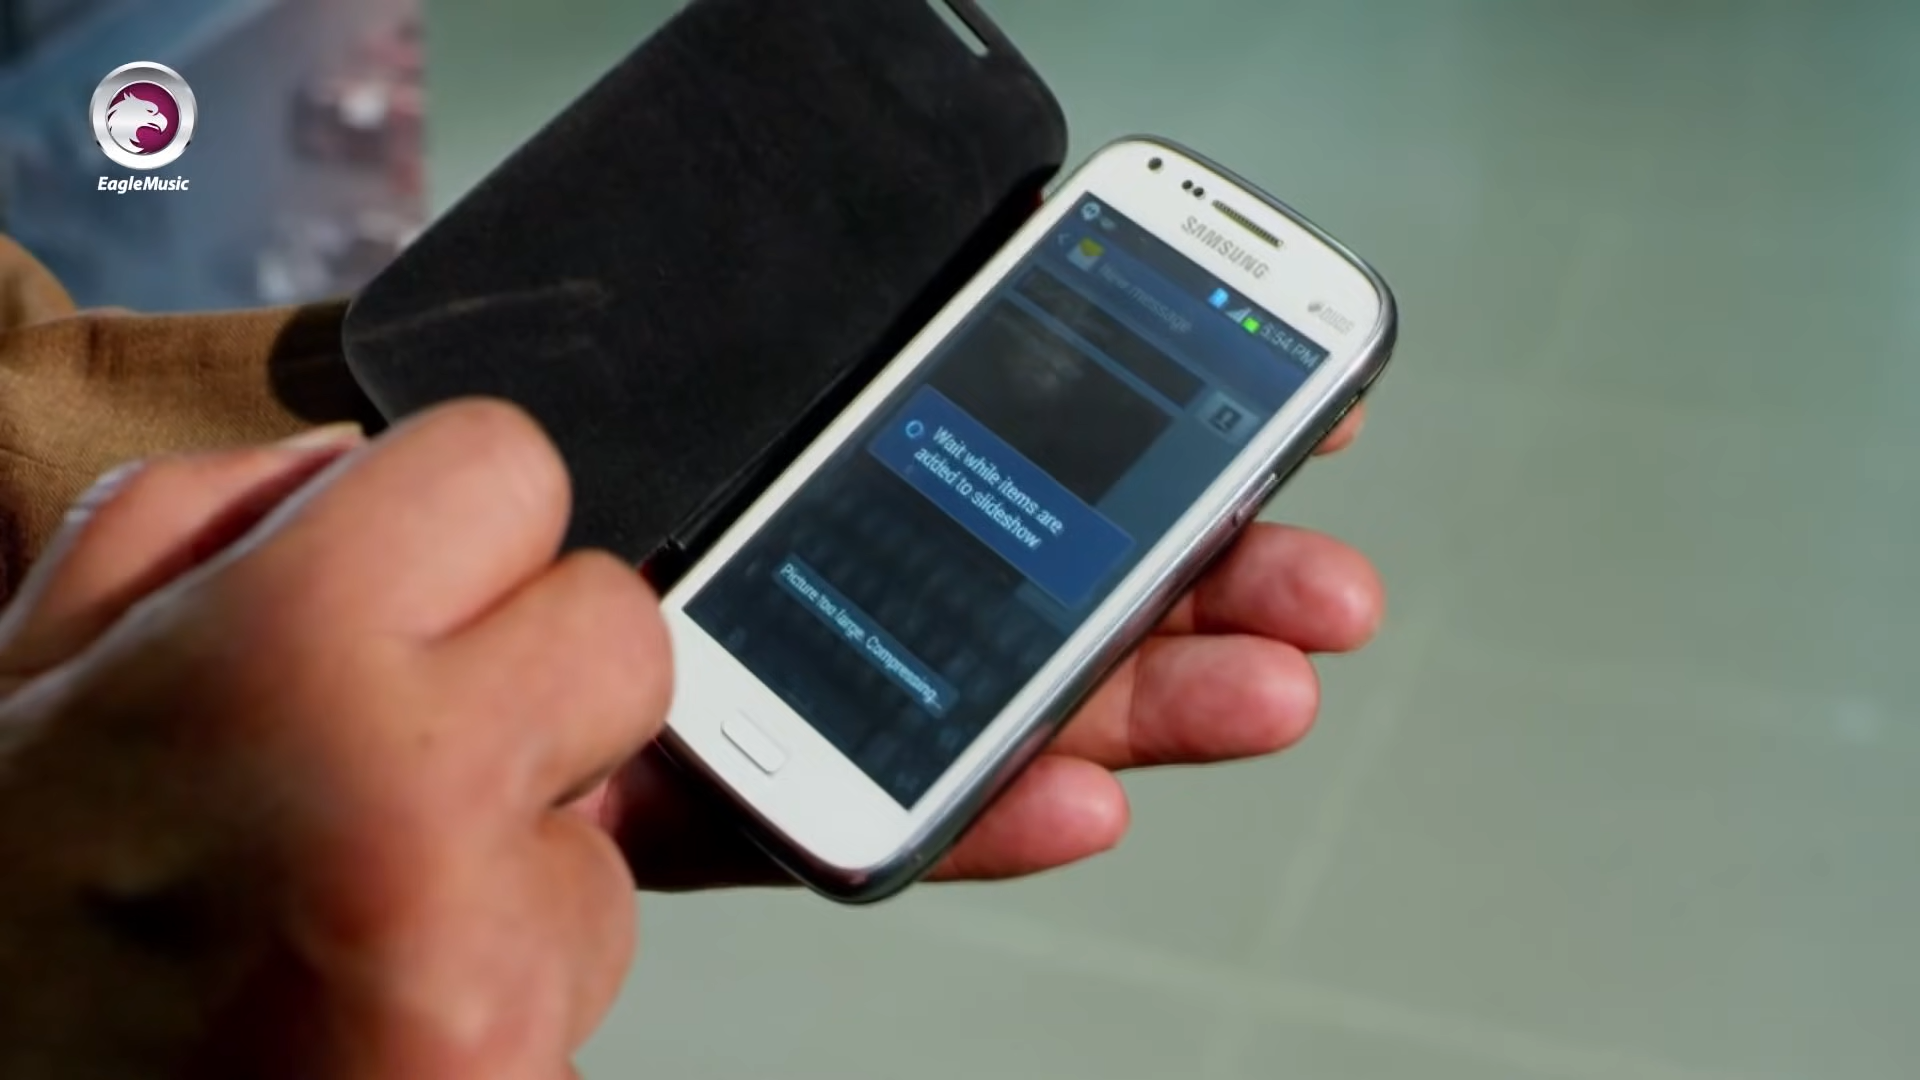 EagleMusic
SAMSUNG
DUOS
5:54 PM
New message
Wait while items are
added to slideshow
Picture too large. Compressing...